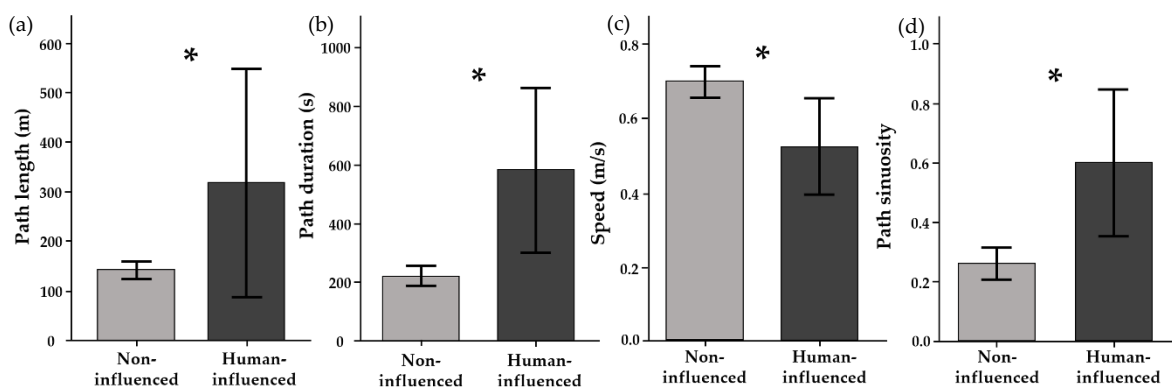 (a)
Path length (m)
600
500
400
300
200
100
0
*
Non-
influenced
Human-
influenced
(b)
Path duration (s)
1000
800
600
400
200
0
*
Non-
influenced
Human-
influenced
(c)
Speed (m/s)
0.8
0.6
0.4
0.2
0.0
*
Non-
influenced
Human-
influenced
(d)
Path sinuosity
1.0
0.8
0.6
0.4
0.2
0.0
*
Non-
influenced
Human-
influenced